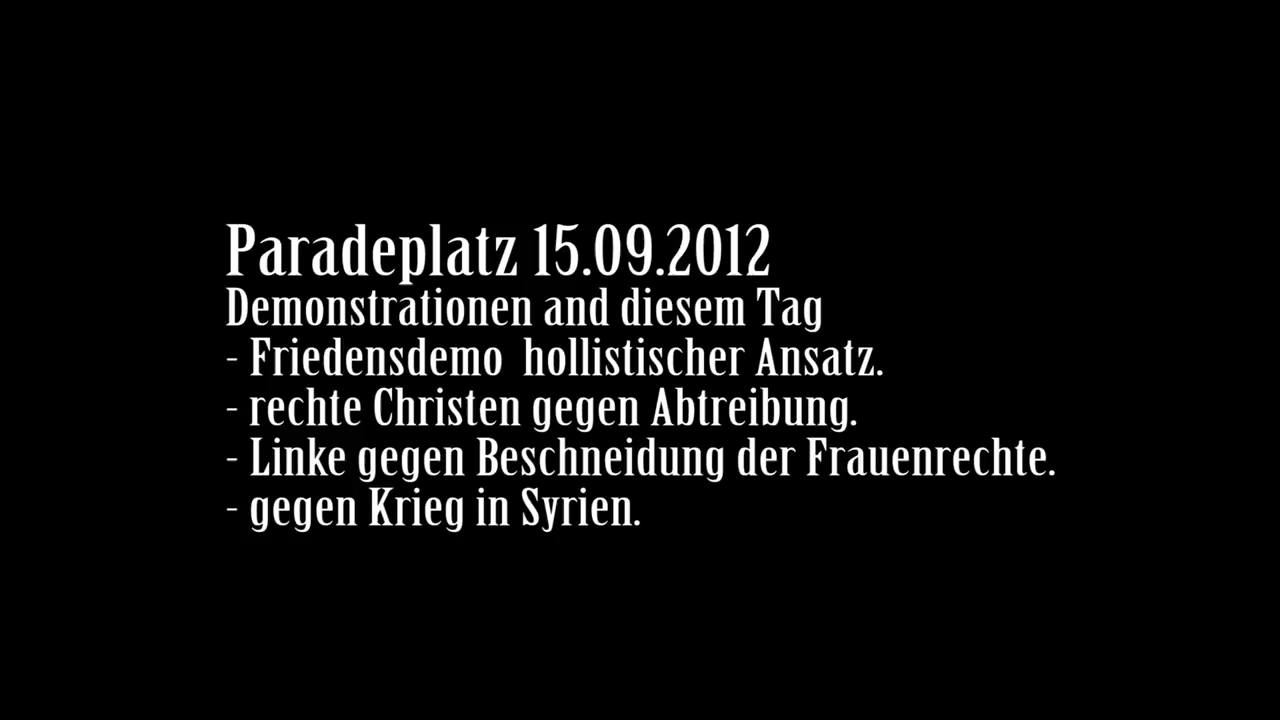 Paradeplatz 15.09.2012
Demonstrationen and diesem Tag
- Friedensdemo  hollistischer Ansatz.
- rechte Christen gegen Abtreibung.
- Linke gegen Beschneidung der Frauenrechte.
- gegen Krieg in Syrien.